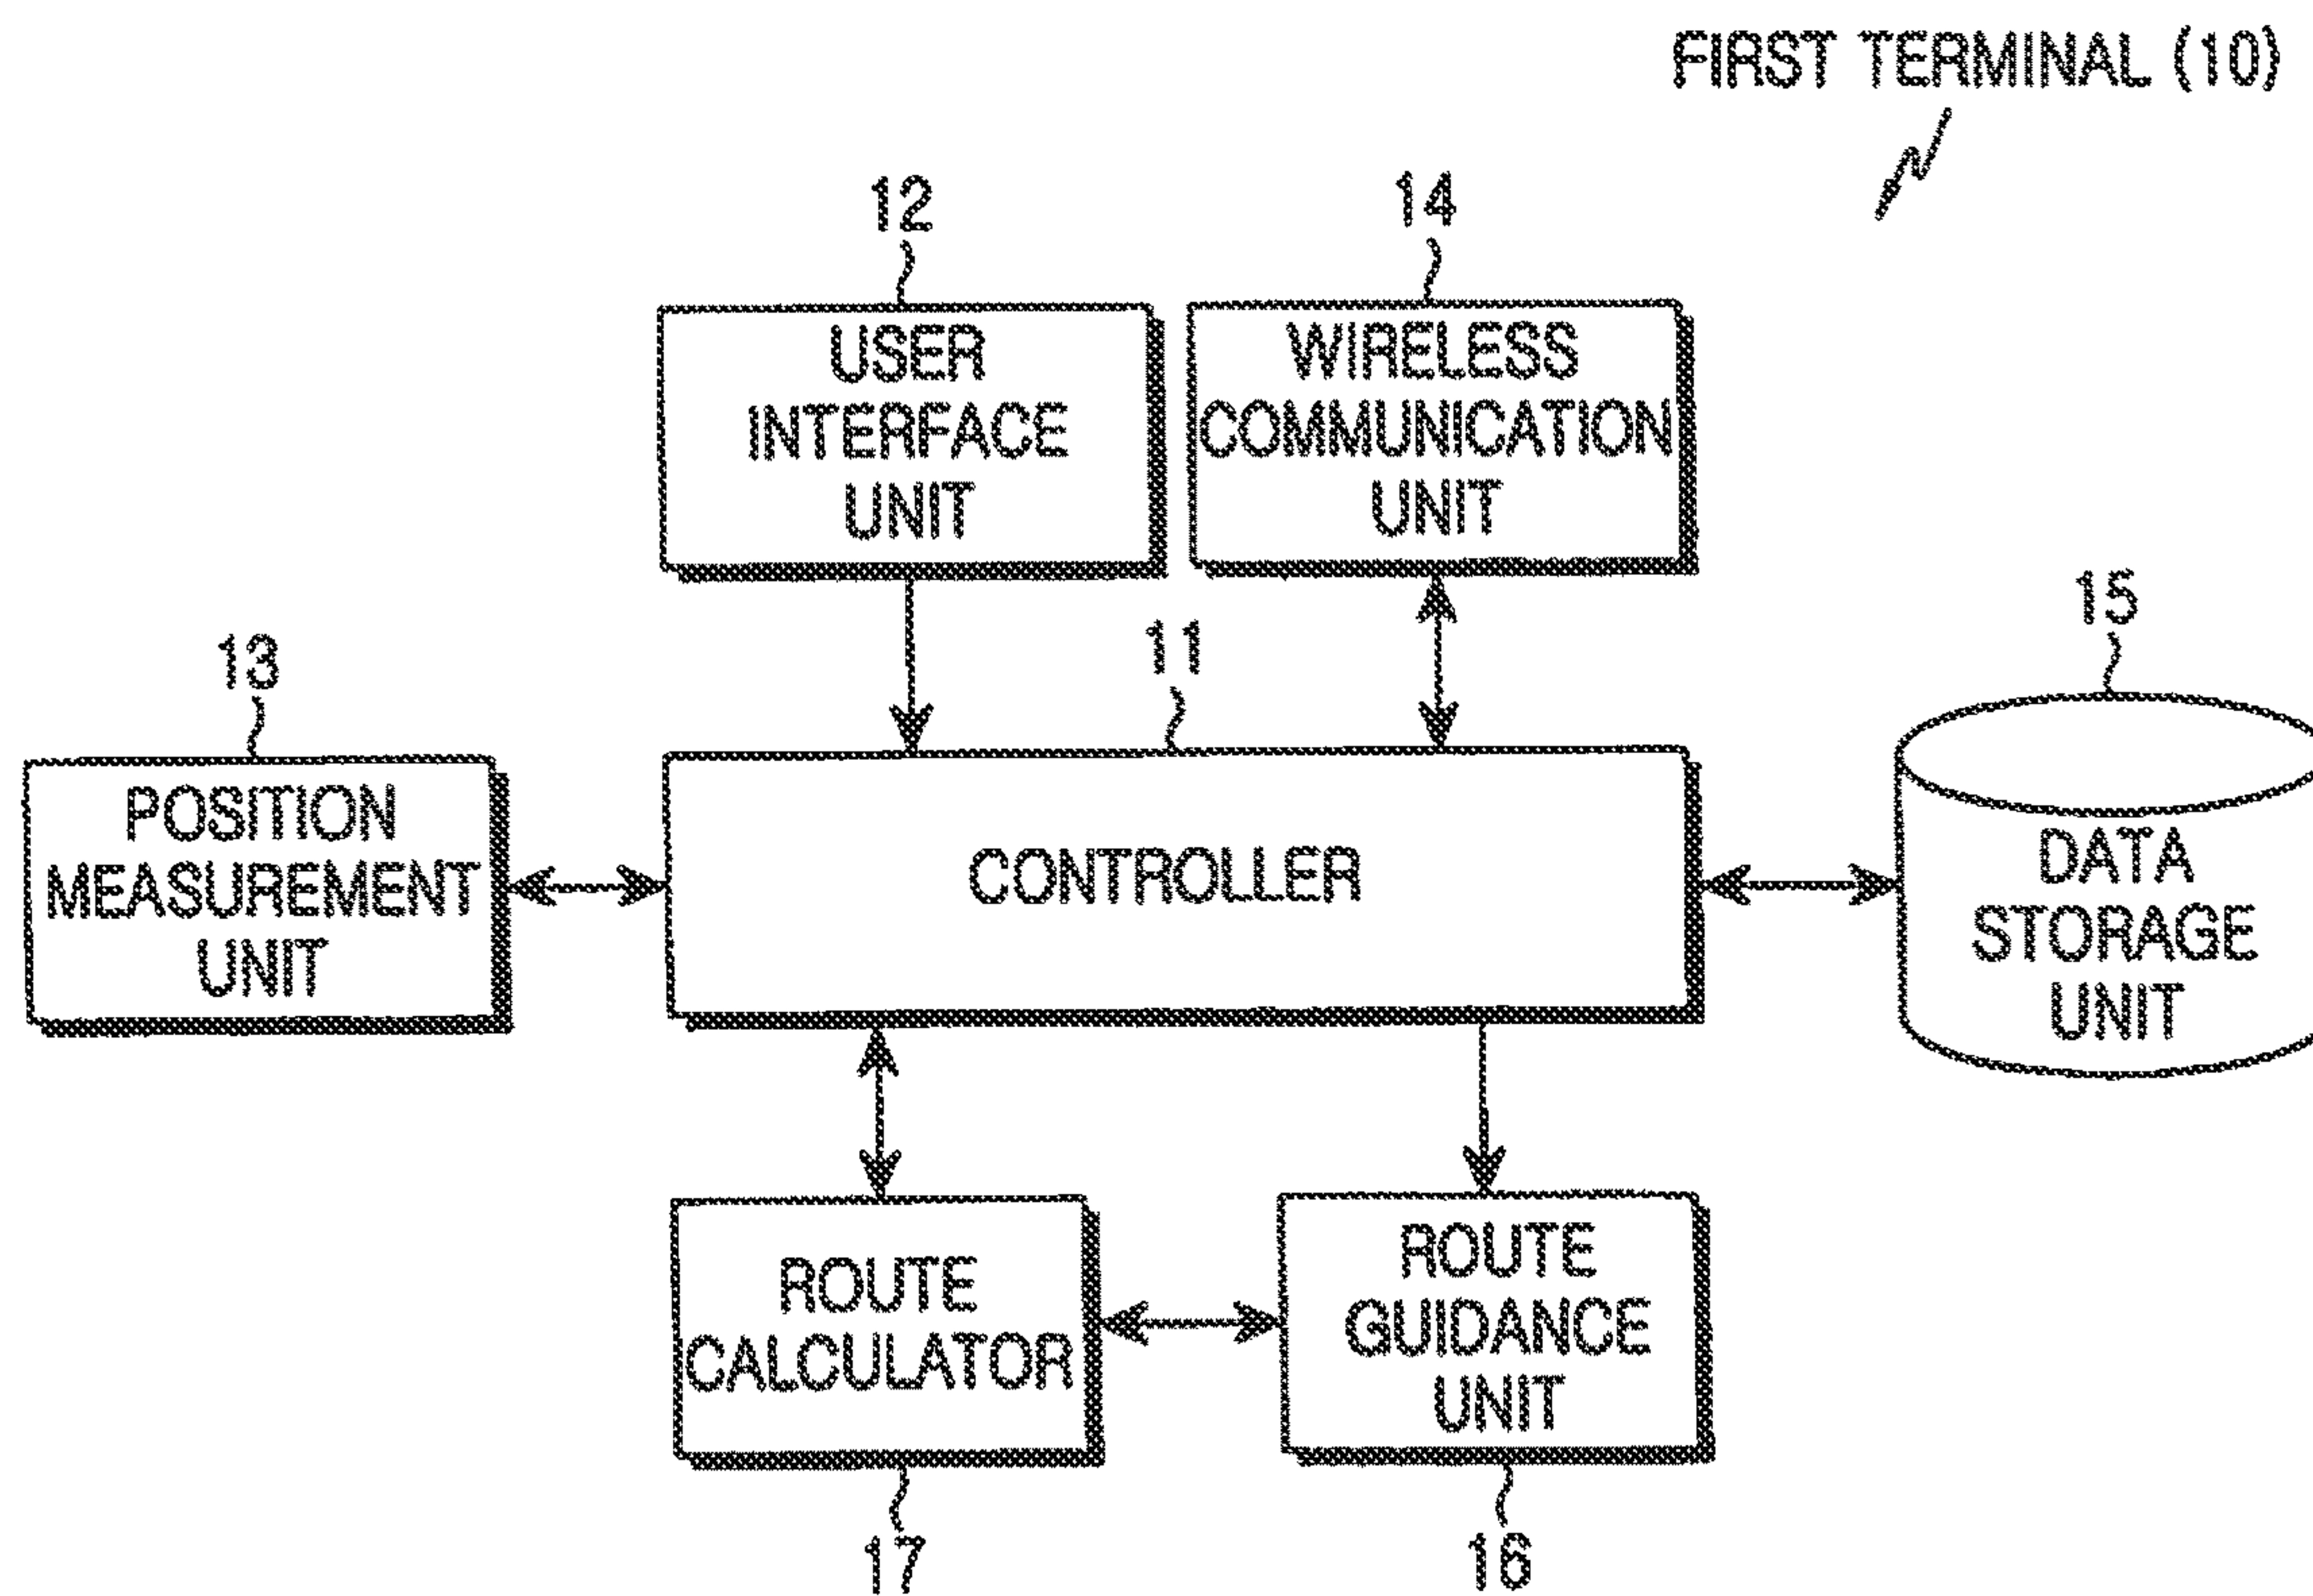 FIRST TERMINAL (10)
12
14
USER
INTERFACE
UNIT
WIRELESS
COMMUNICATION
UNIT
13
11
15
POSITION
MEASUREMENT
UNIT
CONTROLLER
DATA
STORAGE
UNIT
ROUTE
CALCULATOR
ROUTE
GUIDANCE
UNIT
17
16